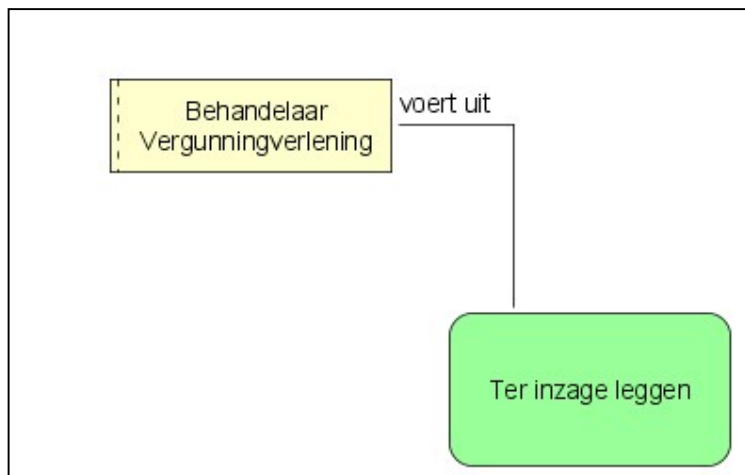 Behandelaar
Vergunningverlening
voert uit
Ter inzage leggen